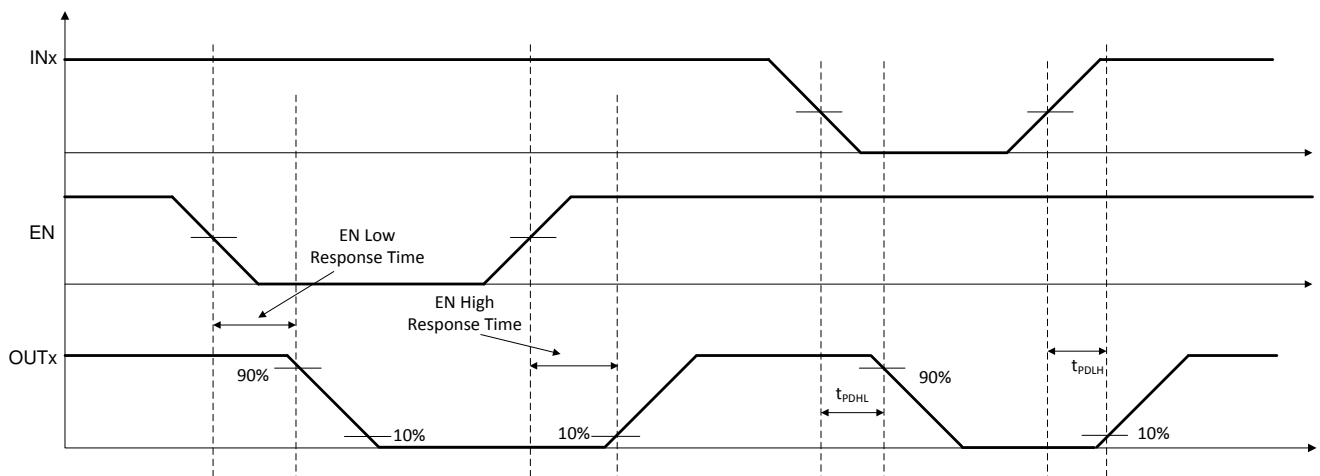 INx
EN
EN Low
Response Time
EN High
Response Time
OUTx
90%
10%
10%
t_PDHL
90%
t_PDLH
10%